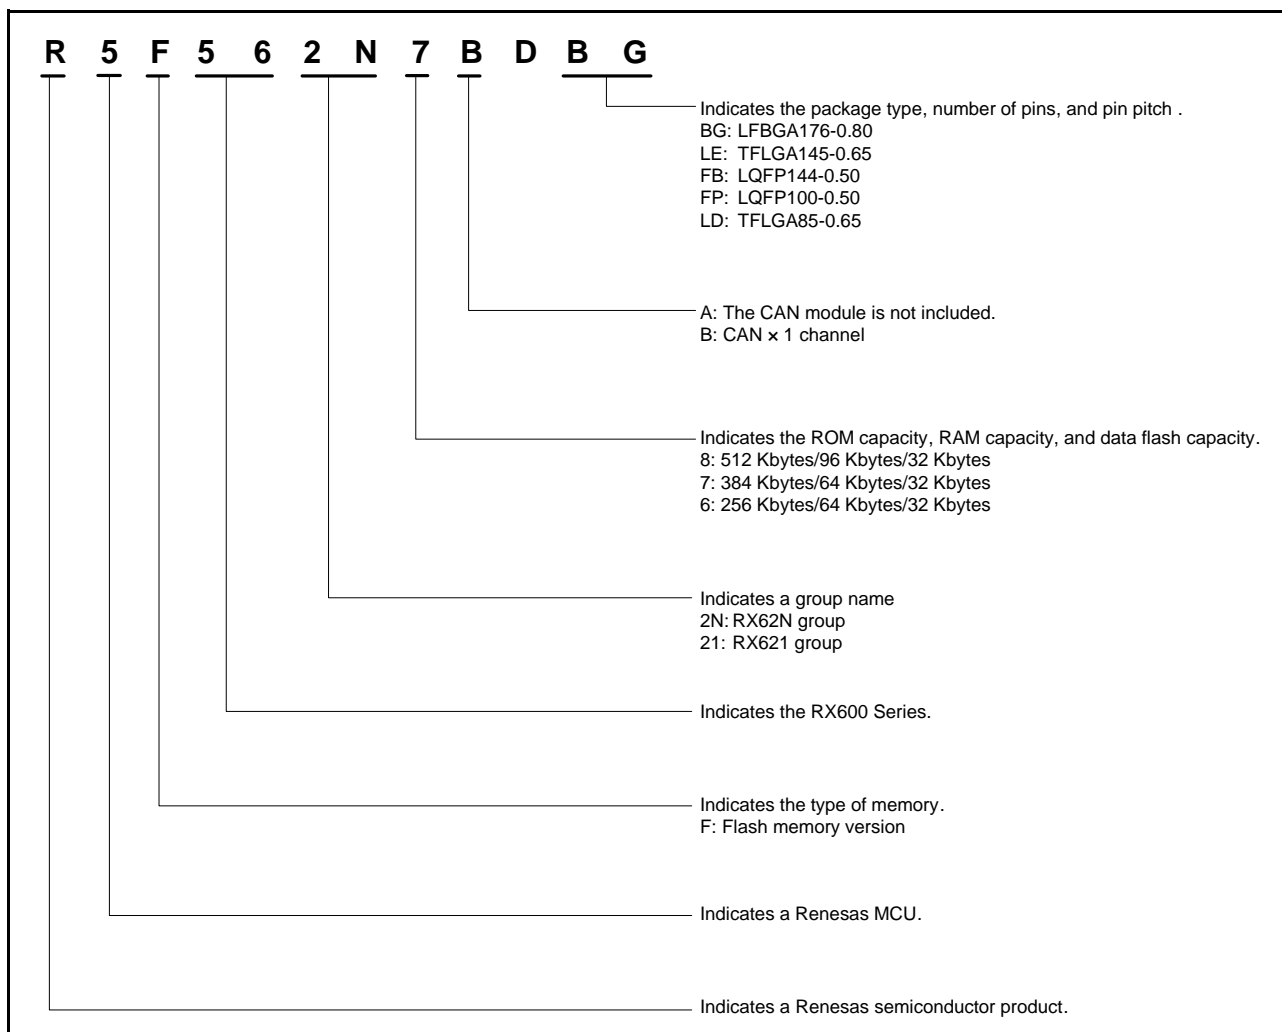 R 5 F 5 6 2 N 7 B D B G
Indicates the package type, number of pins, and pin pitch .
BG: LFBGA176-0.80
LE: TFLGA145-0.65
FB: LQFP144-0.50
FP: LQFP100-0.50
LD: TFLGA85-0.65
A: The CAN module is not included.
B: CAN × 1 channel
Indicates the ROM capacity, RAM capacity, and data flash capacity.
8: 512 Kbytes/96 Kbytes/32 Kbytes
7: 384 Kbytes/64 Kbytes/32 Kbytes
6: 256 Kbytes/64 Kbytes/32 Kbytes
Indicates a group name
2N: RX62N group
21: RX621 group
Indicates the RX600 Series.
Indicates the type of memory.
F: Flash memory version
Indicates a Renesas MCU.
Indicates a Renesas semiconductor product.